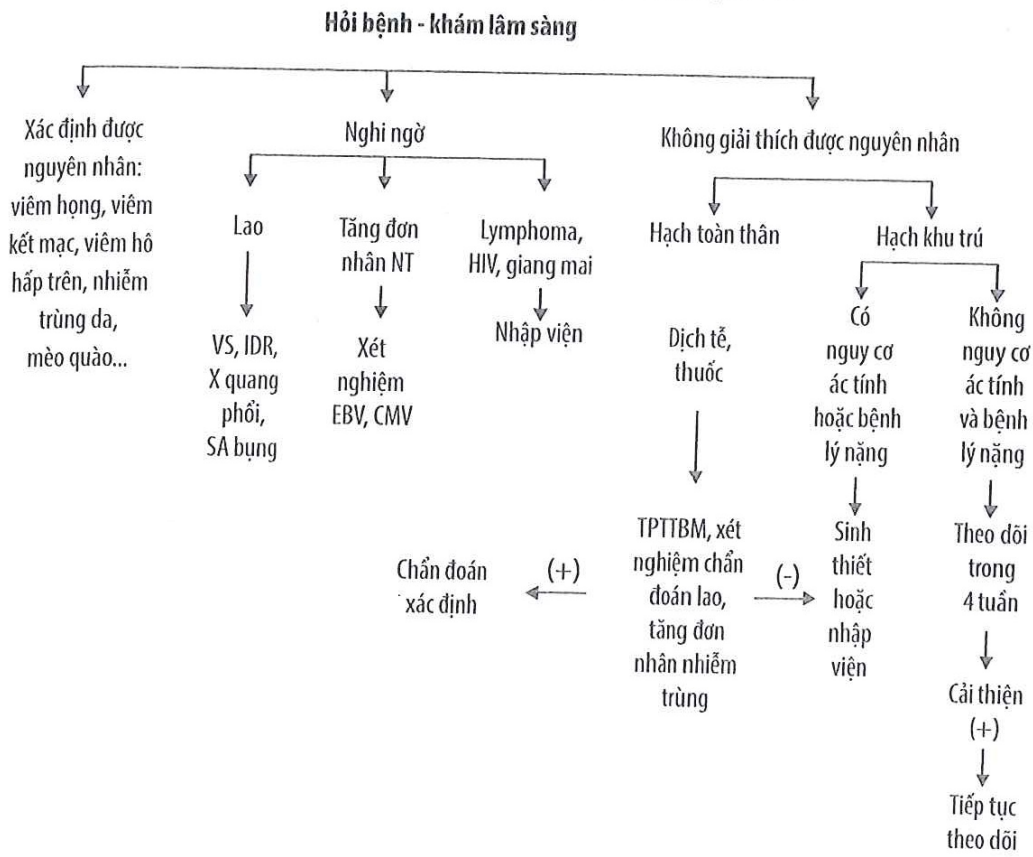 Hỏi bệnh - khám lâm sàng
Xác định được
nguyên nhân:
viêm họng, viêm
kết mạc, viêm hô
hấp trên, nhiễm
trùng da,
mèo quào...
Nghi ngờ
Lao
VS, IDR,
X quang
phổi,
SA bụng
Tăng đơn
nhân NT
Xét
nghiệm
EBV, CMV
Lymphoma,
HIV, giang mai
Nhập viện
Không giải thích được nguyên nhân
Hạch toàn thân
Dịch tễ,
thuốc
TPTTBM, xét
nghiệm chẩn
đoán lao,
tăng đơn
nhân nhiễm
trùng
(+)
Chẩn đoán
xác định
(-)
Hạch khu trú
Có
nguy cơ
ác tính
hoặc bệnh
lý nặng
Sinh
thiết
hoặc
nhập
viện
Không
nguy cơ
ác tính
và bệnh
lý nặng
Theo dõi
trong
4 tuần
Cải thiện
(+)
Tiếp tục
theo dõi